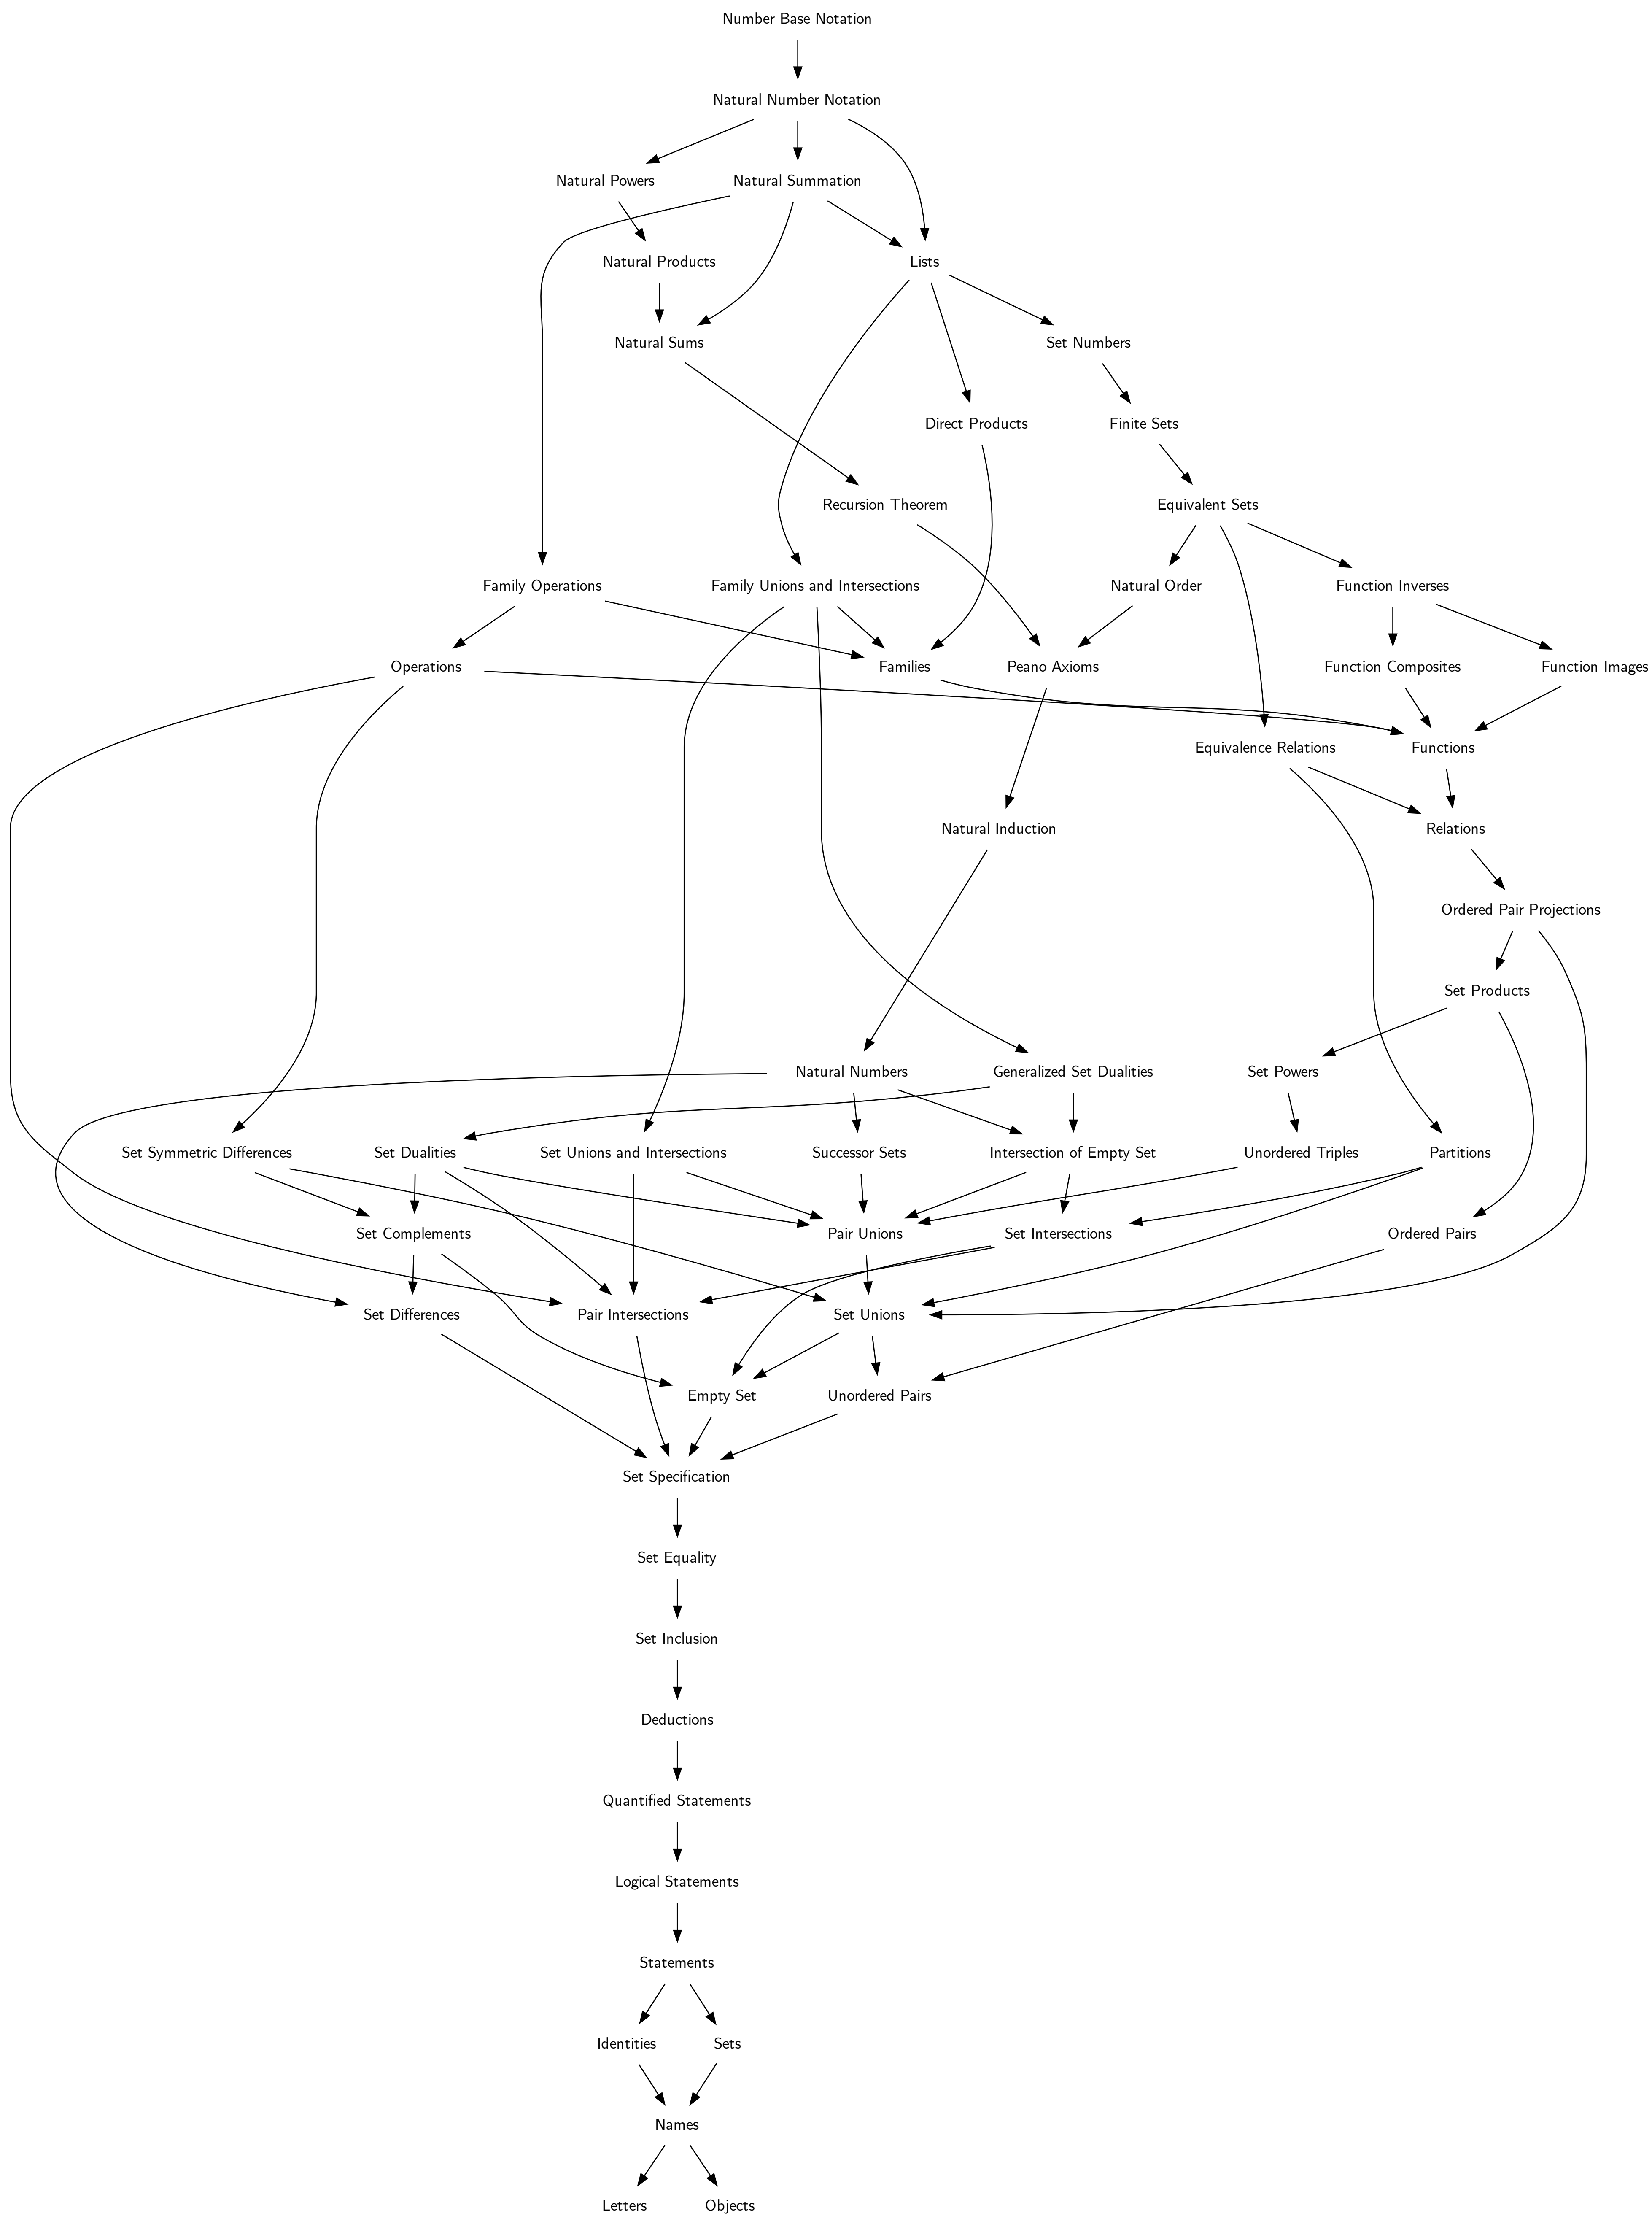 Number Base Notation
Natural Number Notation
Natural Powers
Natural Summation
Natural Products
Lists
Natural Sums
Set Numbers
Direct Products
Finite Sets
Recursion Theorem
Equivalent Sets
Family Operations
Family Unions and Intersections
Natural Order
Function Inverses
Operations
Families
Peano Axioms
Function Composites
Function Images
Equivalence Relations
Functions
Natural Induction
Relations
Ordered Pair Projections
Set Products
Natural Numbers
Generalized Set Dualities
Set Powers
Set Symmetric Differences
Set Dualities
Set Unions and Intersections
Successor Sets
Intersection of Empty Set
Unordered Triples
Partitions
Set Complements
Pair Unions
Set Intersections
Ordered Pairs
Set Differences
Pair Intersections
Set Unions
Empty Set
Unordered Pairs
Set Specification
Set Equality
Set Inclusion
Deductions
Quantified Statements
Logical Statements
Statements
Identities
Sets
Names
Letters
Objects